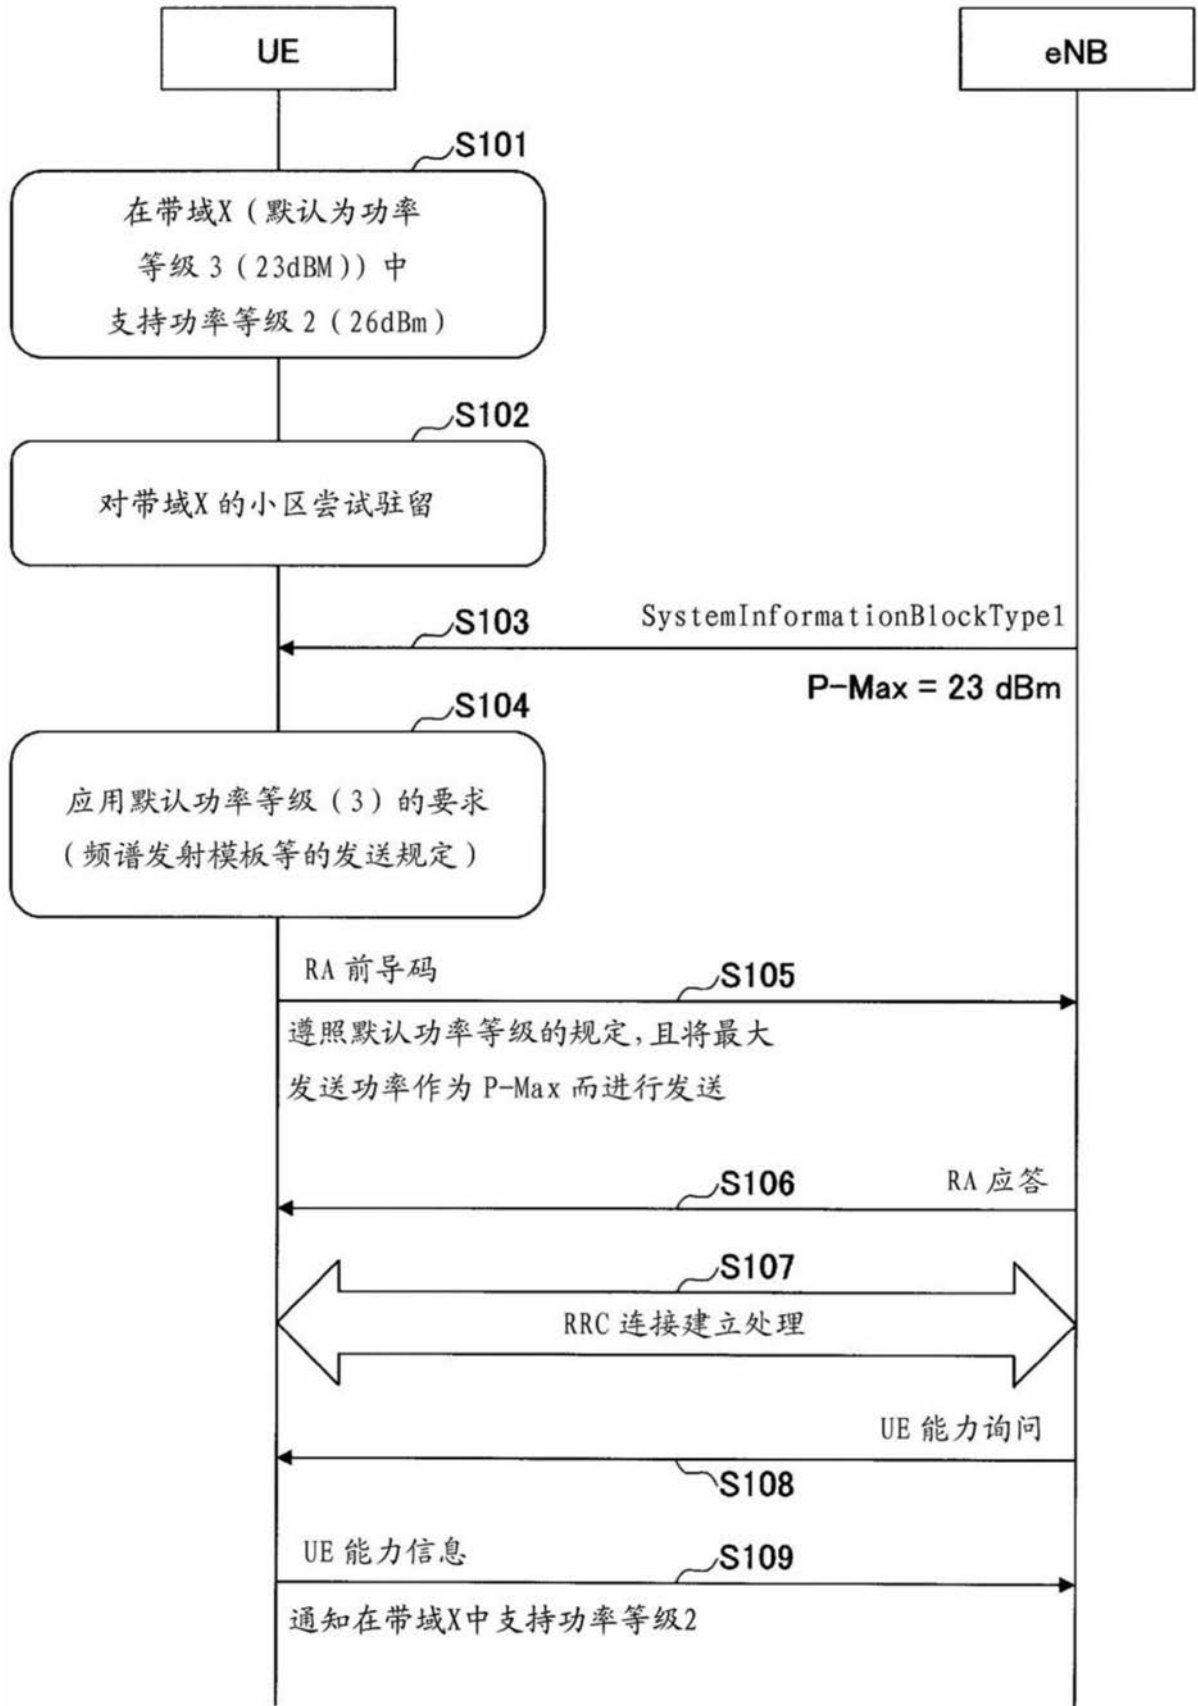 UE
eNB
S101
在带域X（默认为功率
等级 3（23dBM））中
支持功率等级 2（26dBm）
S102
对带域X 的小区尝试驻留
S103
SystemInformationBlockType1
P-Max = 23 dBm
S104
应用默认功率等级（3）的要求
（频谱发射模板等的发送规定）
RA 前导码
S105
遵照默认功率等级的规定，且将最大
发送功率作为 P-Max 而进行发送
S106
RA 应答
S107
RRC 连接建立处理
UE 能力询问
S108
UE 能力信息
S109
通知在带域X中支持功率等级2